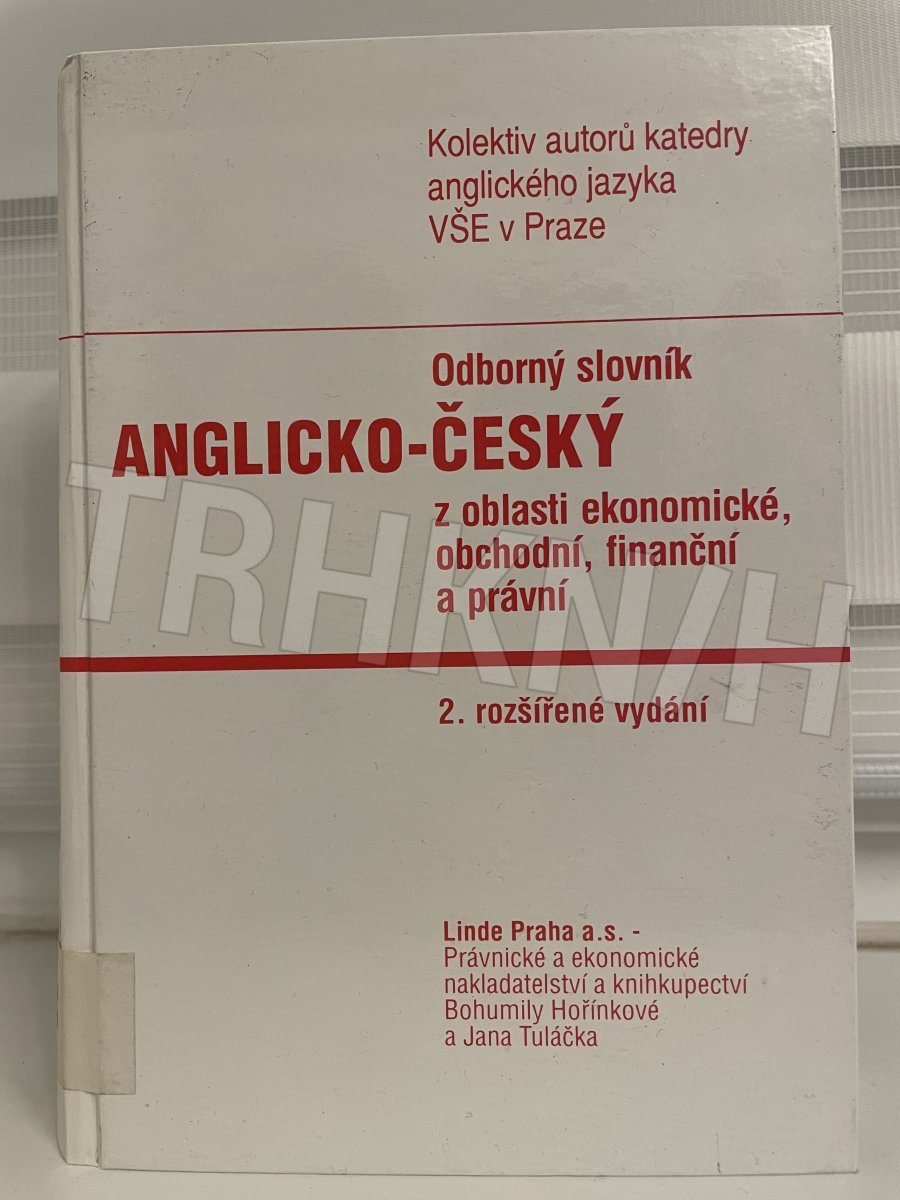 Kolektiv autorů katedry
anglického jazyka
VŠE v Praze
Odborný slovník
ANGLICKO-ČESKÝ
z oblasti ekonomické,
obchodní, finanční
a právní
TRHKNIH
2. rozšířené vydání
Linde Praha a.s. -
Právnické a ekonomické
nakladatelství a knihkupectví
Bohumily Hořínkové
a Jana Tuláčka